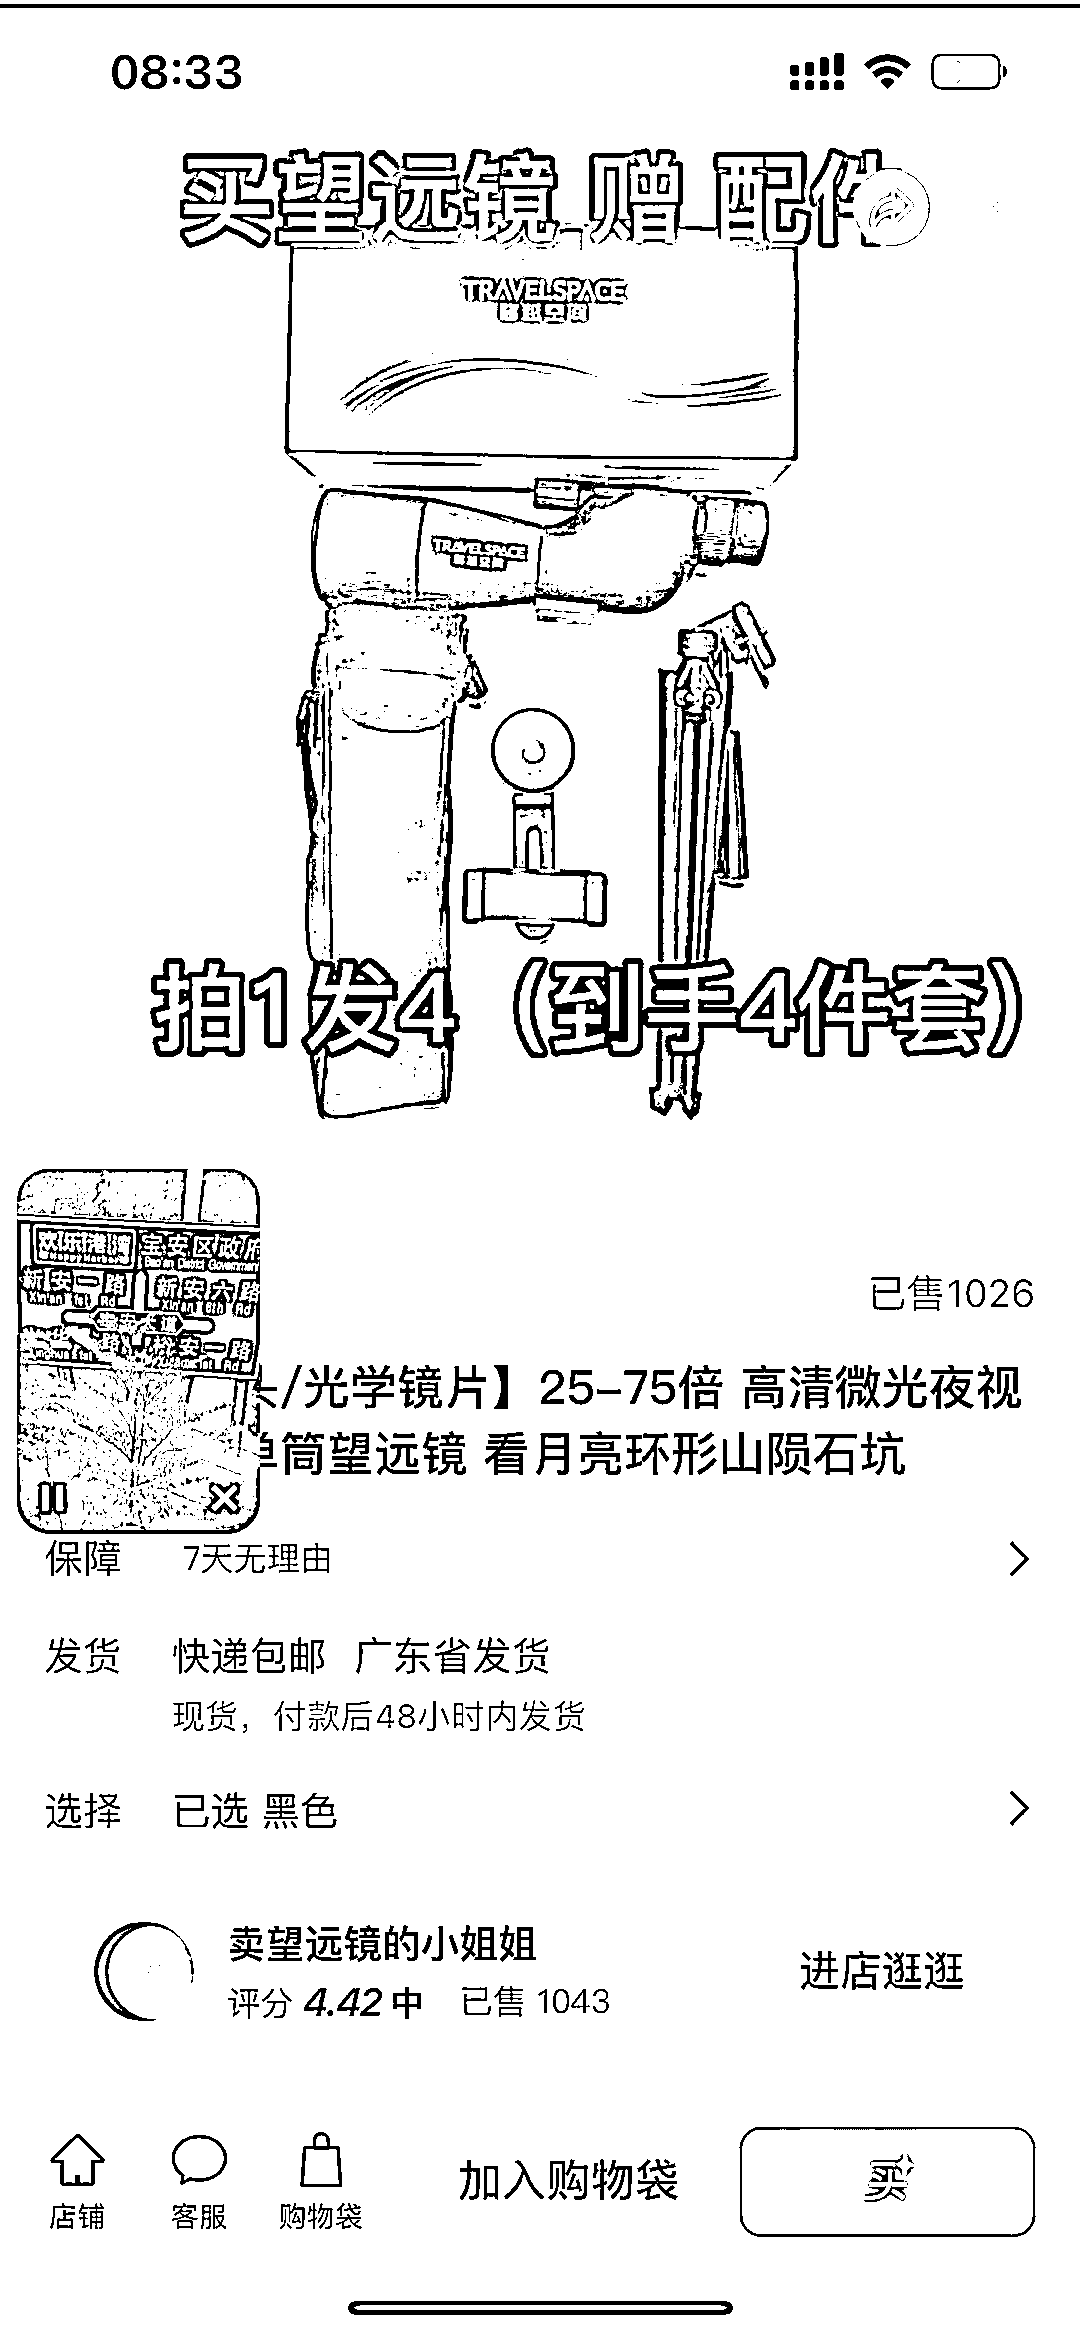 08:33
买望远镜 赠 配件
TRAVELSPACE
TRAVELSPACE
拍1发4 (到手4件套)
欢乐港湾 宝安区政府
新安一路 新安六路
Xin'an 1st Rd Xin'an 6th Rd
已售1026
/光学镜片】25-75倍 高清微光夜视
单筒望远镜 看月亮环形山陨石坑
保障 7天无理由
发货 快递包邮 广东省发货
现货，付款后48小时内发货
选择 已选 黑色
卖望远镜的小姐姐
评分 4.42 中 已售 1043
进店逛逛
店铺 客服 购物袋 加入购物袋